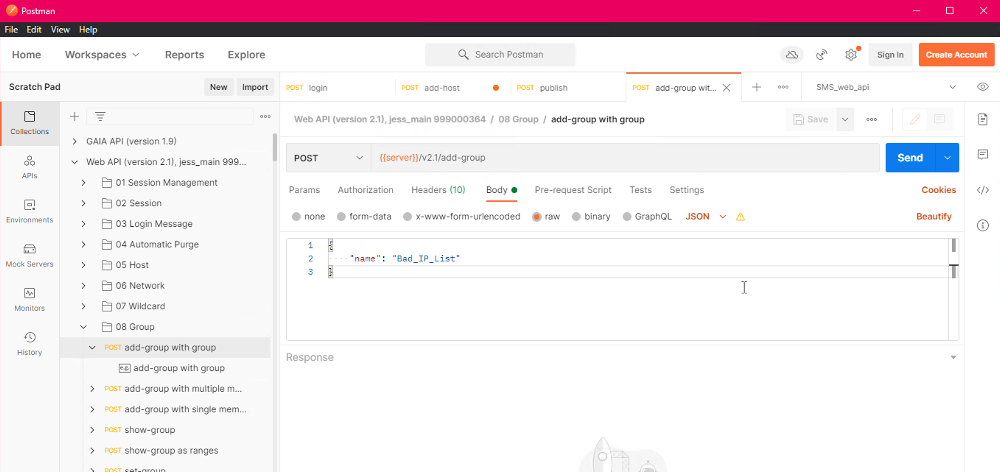 Postman
File Edit View Help
Home Workspaces Reports Explore Search Postman Sign In Create Account
Scratch Pad New Import
POST login POST add-host POST publish POST add-group wit... SMS_web_api
Collections
APIs
Environments
Mock Servers
Monitors
History
GAIA API (version 1.9)
Web API (version 2.1), jess_main 999...
01 Session Management
02 Session
03 Login Message
04 Automatic Purge
05 Host
06 Network
07 Wildcard
08 Group
POST add-group with group
e.g. add-group with group
POST add-group with multiple m...
POST add-group with single mem...
POST show-group
POST show-group as ranges
POST set-group
Web API (version 2.1), jess_main 999000364 / 08 Group / add-group with group Save
POST {{server}}/v2.1/add-group Send
Params Authorization Headers (10) Body Pre-request Script Tests Settings Cookies
none form-data x-www-form-urlencoded raw binary GraphQL JSON Beautify
1 {
2 "name": "Bad_IP_List"
3 }
Response